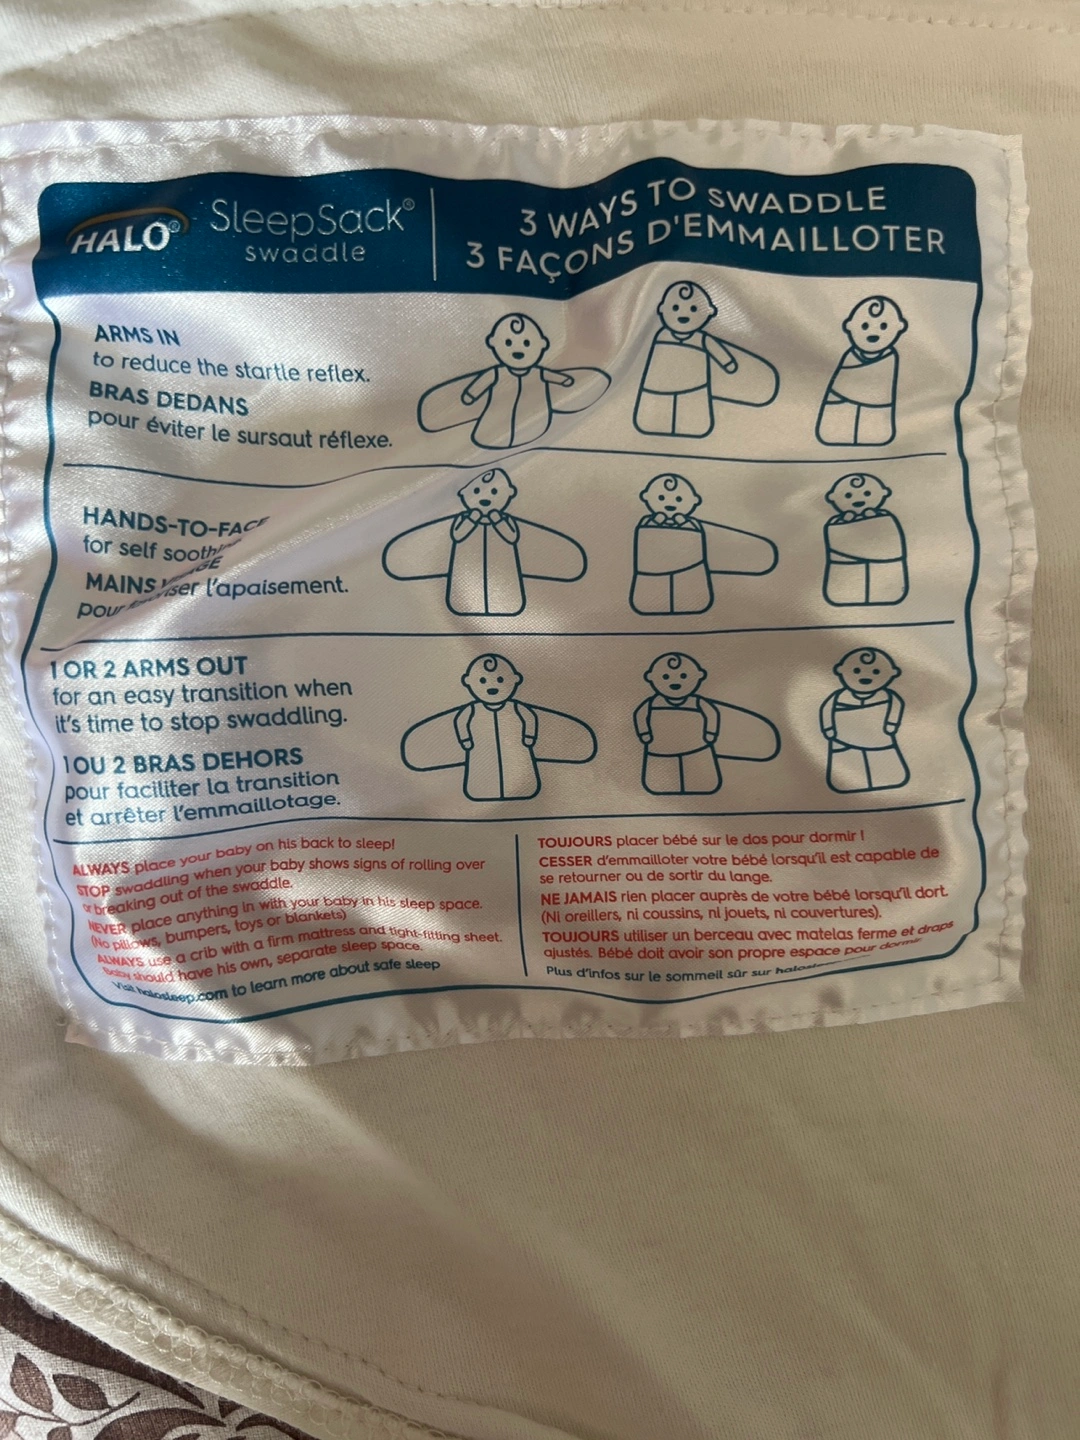 HALO® SleepSack®
swaddle
3 WAYS TO SWADDLE
3 FAÇONS D'EMMAILLOTER
ARMS IN
to reduce the startle reflex.
BRAS DEDANS
pour éviter le sursaut réflexe.
HANDS-TO-FACE
for self
MAINS
pour l'apaisement.
1 OR 2 ARMS OUT
for an easy transition when
it's time to stop swaddling.
1 OU 2 BRAS DEHORS
pour faciliter la transition
et arrêter l'emmaillotage.
ALWAYS place your baby on his back to sleep!
STOP swaddling when your baby shows signs of rolling over
or breaking out of the swaddle.
NEVER place anything in with your baby in his sleep space.
(No pillows, bumpers, toys or blankets)
ALWAYS use a crib with a firm mattress and tight-fitting sheet.
Baby should have his own, separate sleep space.
Visit halosleep.com to learn more about safe sleep
TOUJOURS placer bébé sur le dos pour dormir !
CESSER d'emmailloter votre bébé lorsqu'il est capable de
se retourner ou de sortir du lange.
NE JAMAIS rien placer auprès de votre bébé lorsqu'il dort.
(Ni oreillers, ni coussins, ni jouets, ni couvertures).
TOUJOURS utiliser un berceau avec matelas ferme et draps
ajustés. Bébé doit avoir son propre espace pour dormir
Plus d'infos sur le sommeil sûr sur